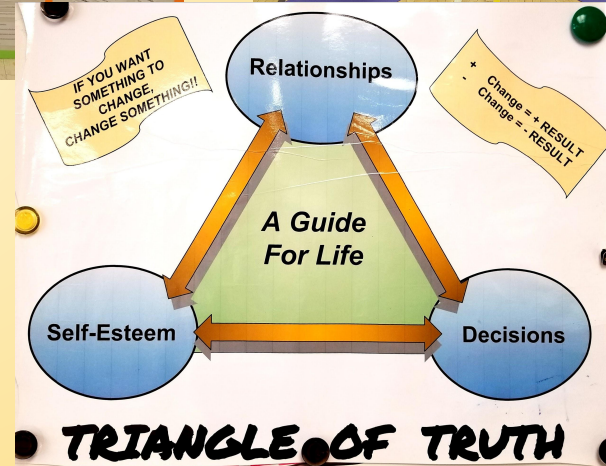 IF YOU WANT
SOMETHING TO
CHANGE,
CHANGE SOMETHING!!
Relationships
+ Change = + RESULT
- Change = - RESULT
A Guide
For Life
Self-Esteem
Decisions
TRIANGLE OF TRUTH